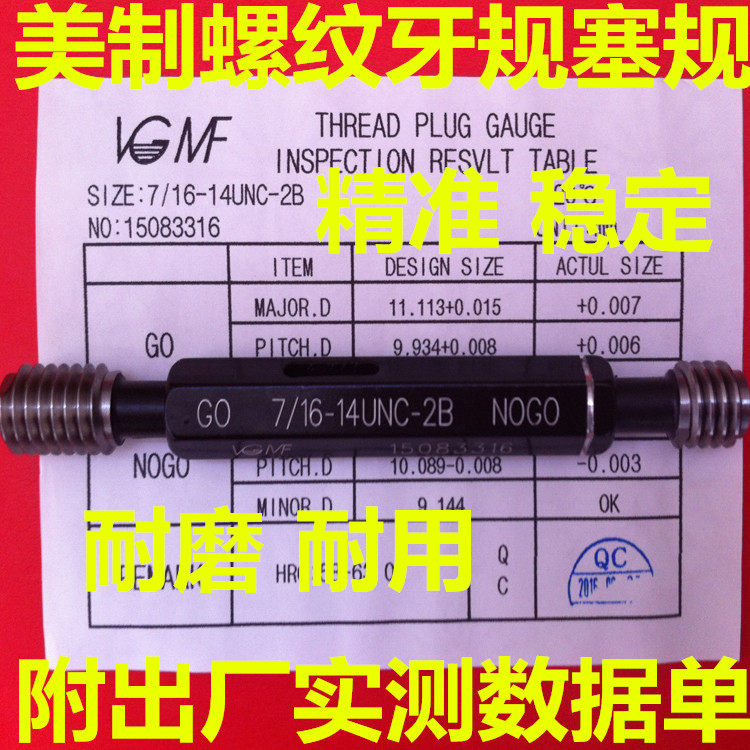 美制螺纹牙规塞规
VGMF
THREAD PLUG GAUGE
INSPECTION RESVLT TABLE
SIZE:7/16-14UNC-2B
精准 稳定
NO:15083316
ITEM DESIGN SIZE ACTUL SIZE
GO MAJOR.D 11.113+0.015 +0.007
PITCH.D 9.934+0.008 +0.006
GO 7/16-14UNC-2B NOGO
VGMF 15083316
NOGO PITCH.D 10.089-0.008 -0.003
MINOR.D 9.144 OK
耐磨 耐用
QC
QC
附出厂实测数据单